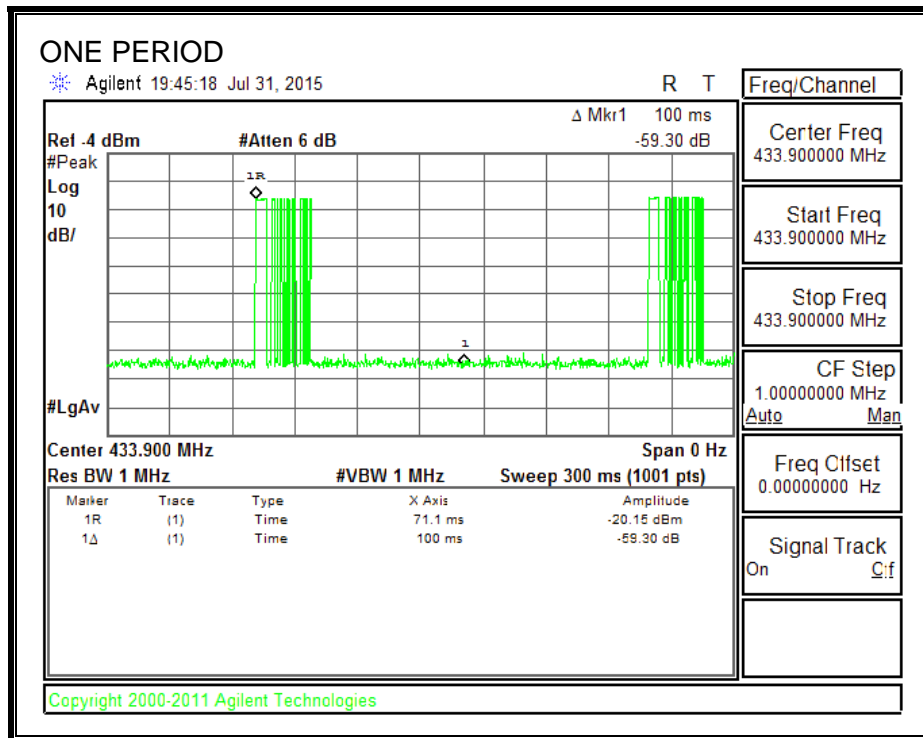 ONE PERIOD
Agilent 19:45:18 Jul 31, 2015 R T
Δ Mkr1 100 ms
Ref -4 dBm #Atten 6 dB -59.30 dB
#Peak
Log
10
dB/
1R
1
#LgAv
Center 433.900 MHz Span 0 Hz
Res BW 1 MHz #VBW 1 MHz Sweep 300 ms (1001 pts)
Marker Trace Type X Axis Amplitude
1R (1) Time 71.1 ms -20.15 dBm
1Δ (1) Time 100 ms -59.30 dB
Copyright 2000-2011 Agilent Technologies
Freq/Channel
Center Freq
433.900000 MHz
Start Freq
433.900000 MHz
Stop Freq
433.900000 MHz
CF Step
1.00000000 MHz
Auto Man
Freq Offset
0.00000000 Hz
Signal Track
On Off